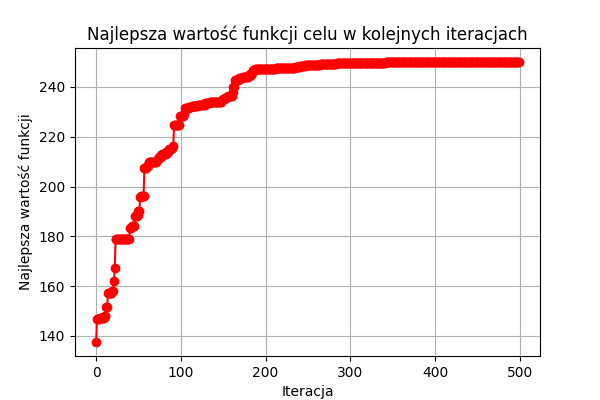 Najlepsza wartość funkcji celu w kolejnych iteracjach
Najlepsza wartość funkcji
240
220
200
180
160
140
0 100 200 300 400 500
Iteracja